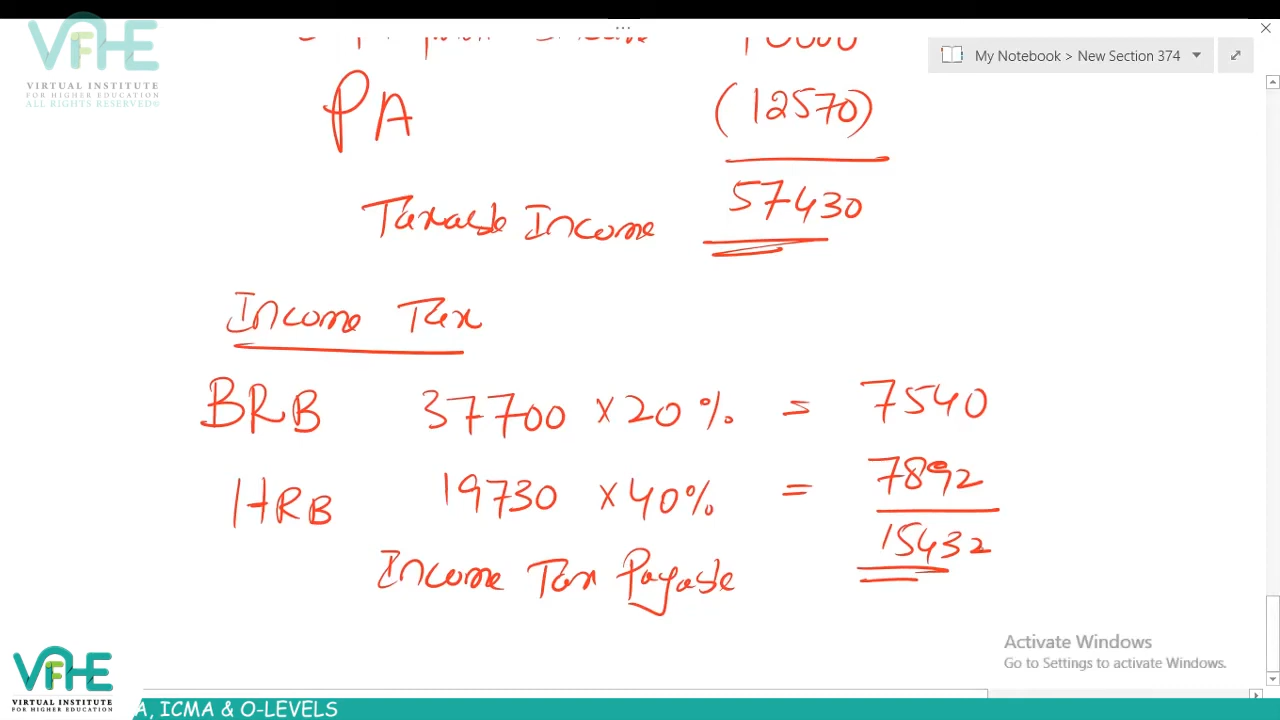 VFHE
VIRTUAL INSTITUTE
FOR HIGHER EDUCATION
ALL RIGHTS RESERVED©
My Notebook > New Section 374
PA (12570)
Taxable Income 57430
Income Tax
BRB 37700 × 20% = 7540
HRB 19730 × 40% = 7892
15432
Income Tax Payable
Activate Windows
Go to Settings to activate Windows.
VFHE
VIRTUAL INSTITUTE
FOR HIGHER EDUCATION
A, ICMA & O-LEVELS